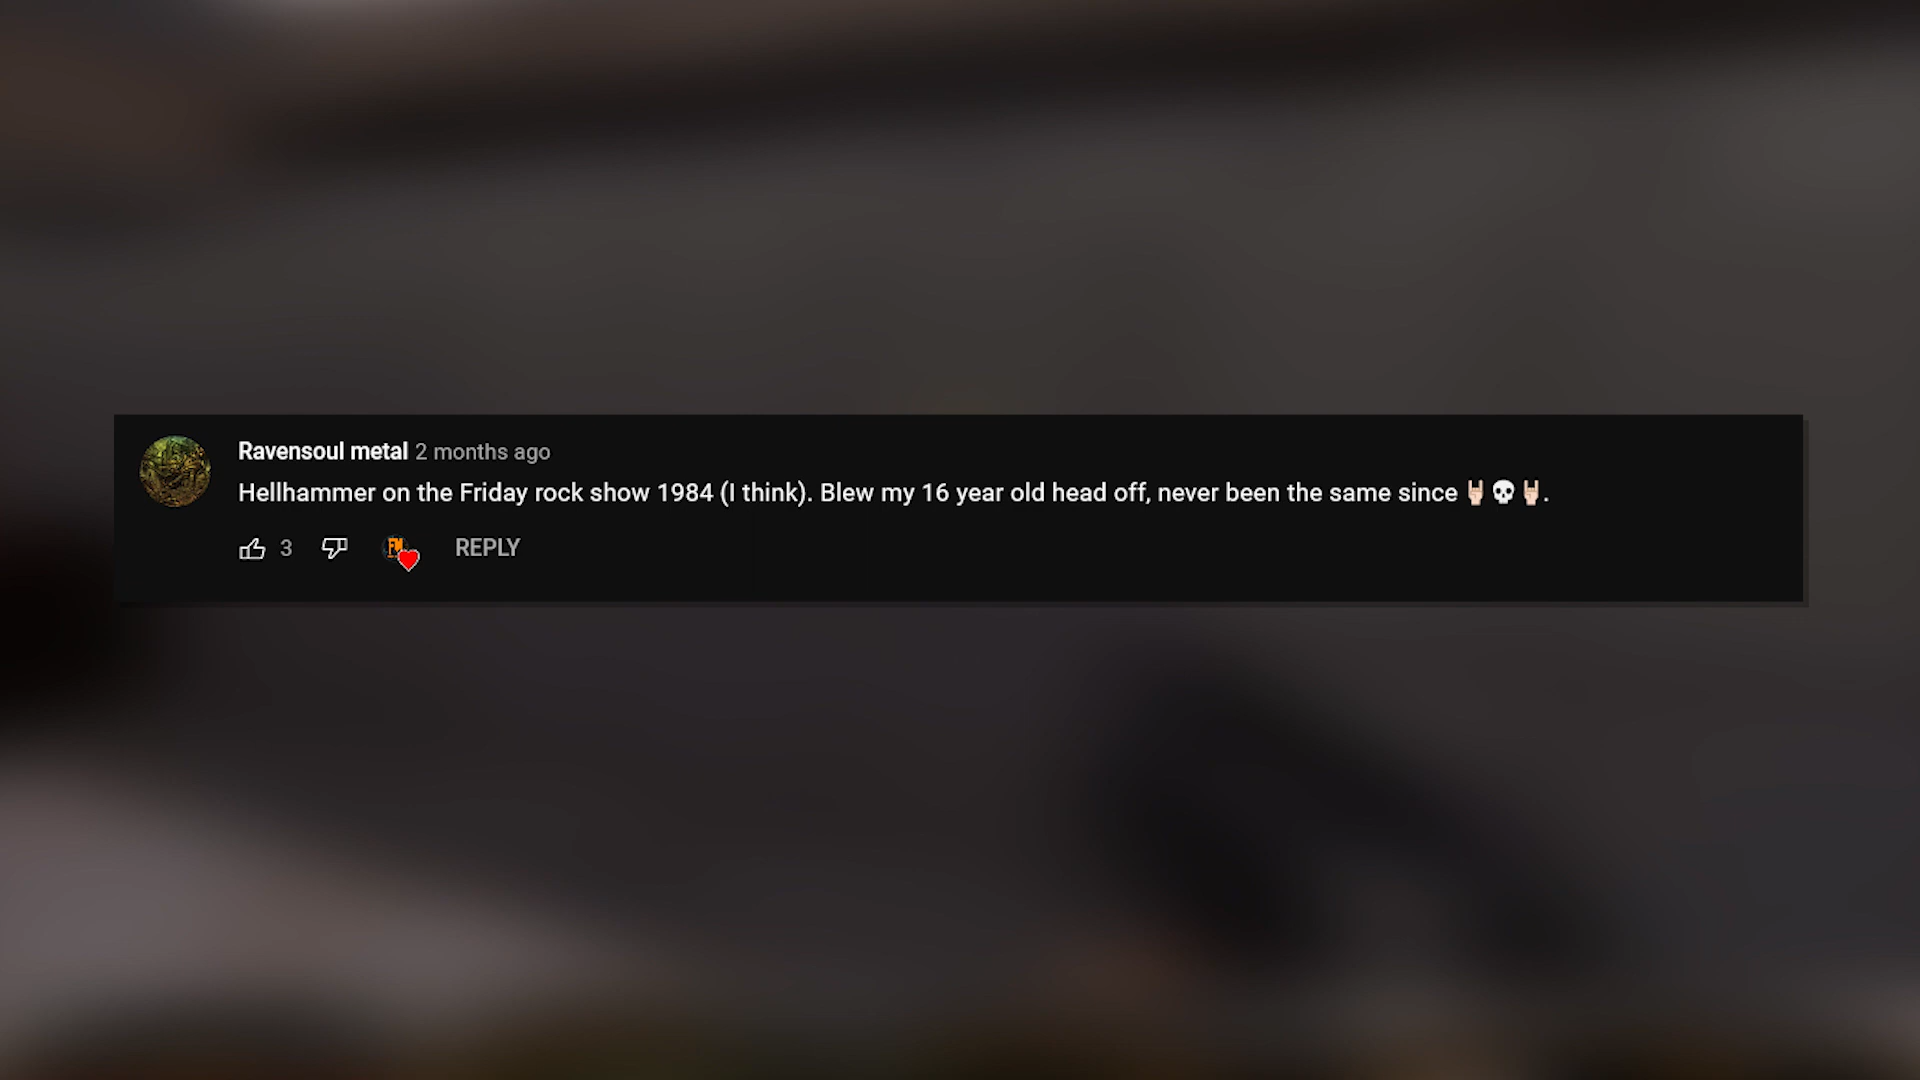 Ravensoul metal 2 months ago
Hellhammer on the Friday rock show 1984 (I think). Blew my 16 year old head off, never been the same since 🤘🏻💀🤘🏻.
3 FM REPLY